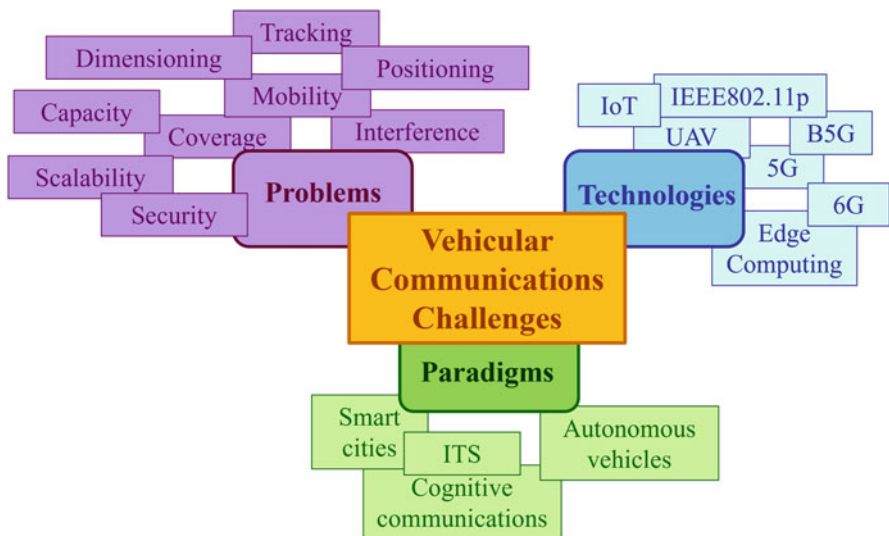 Tracking
Dimensioning
Positioning
Mobility
Capacity
Coverage
Interference
Scalability
Security
Problems
IoT
IEEE802.11p
UAV
B5G
5G
6G
Technologies
Edge
Computing
Vehicular
Communications
Challenges
Paradigms
Smart
cities
ITS
Autonomous
vehicles
Cognitive
communications